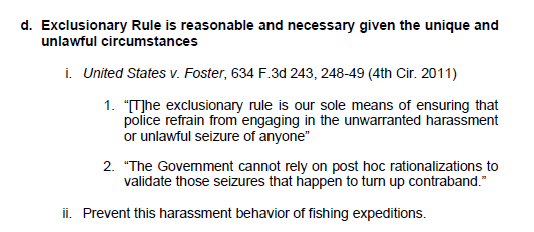 d. Exclusionary Rule is reasonable and necessary given the unique and
unlawful circumstances
i. United States v. Foster, 634 F.3d 243, 248-49 (4th Cir. 2011)
1. "[T]he exclusionary rule is our sole means of ensuring that
police refrain from engaging in the unwarranted harassment
or unlawful seizure of anyone"
2. "The Government cannot rely on post hoc rationalizations to
validate those seizures that happen to turn up contraband."
ii. Prevent this harassment behavior of fishing expeditions.